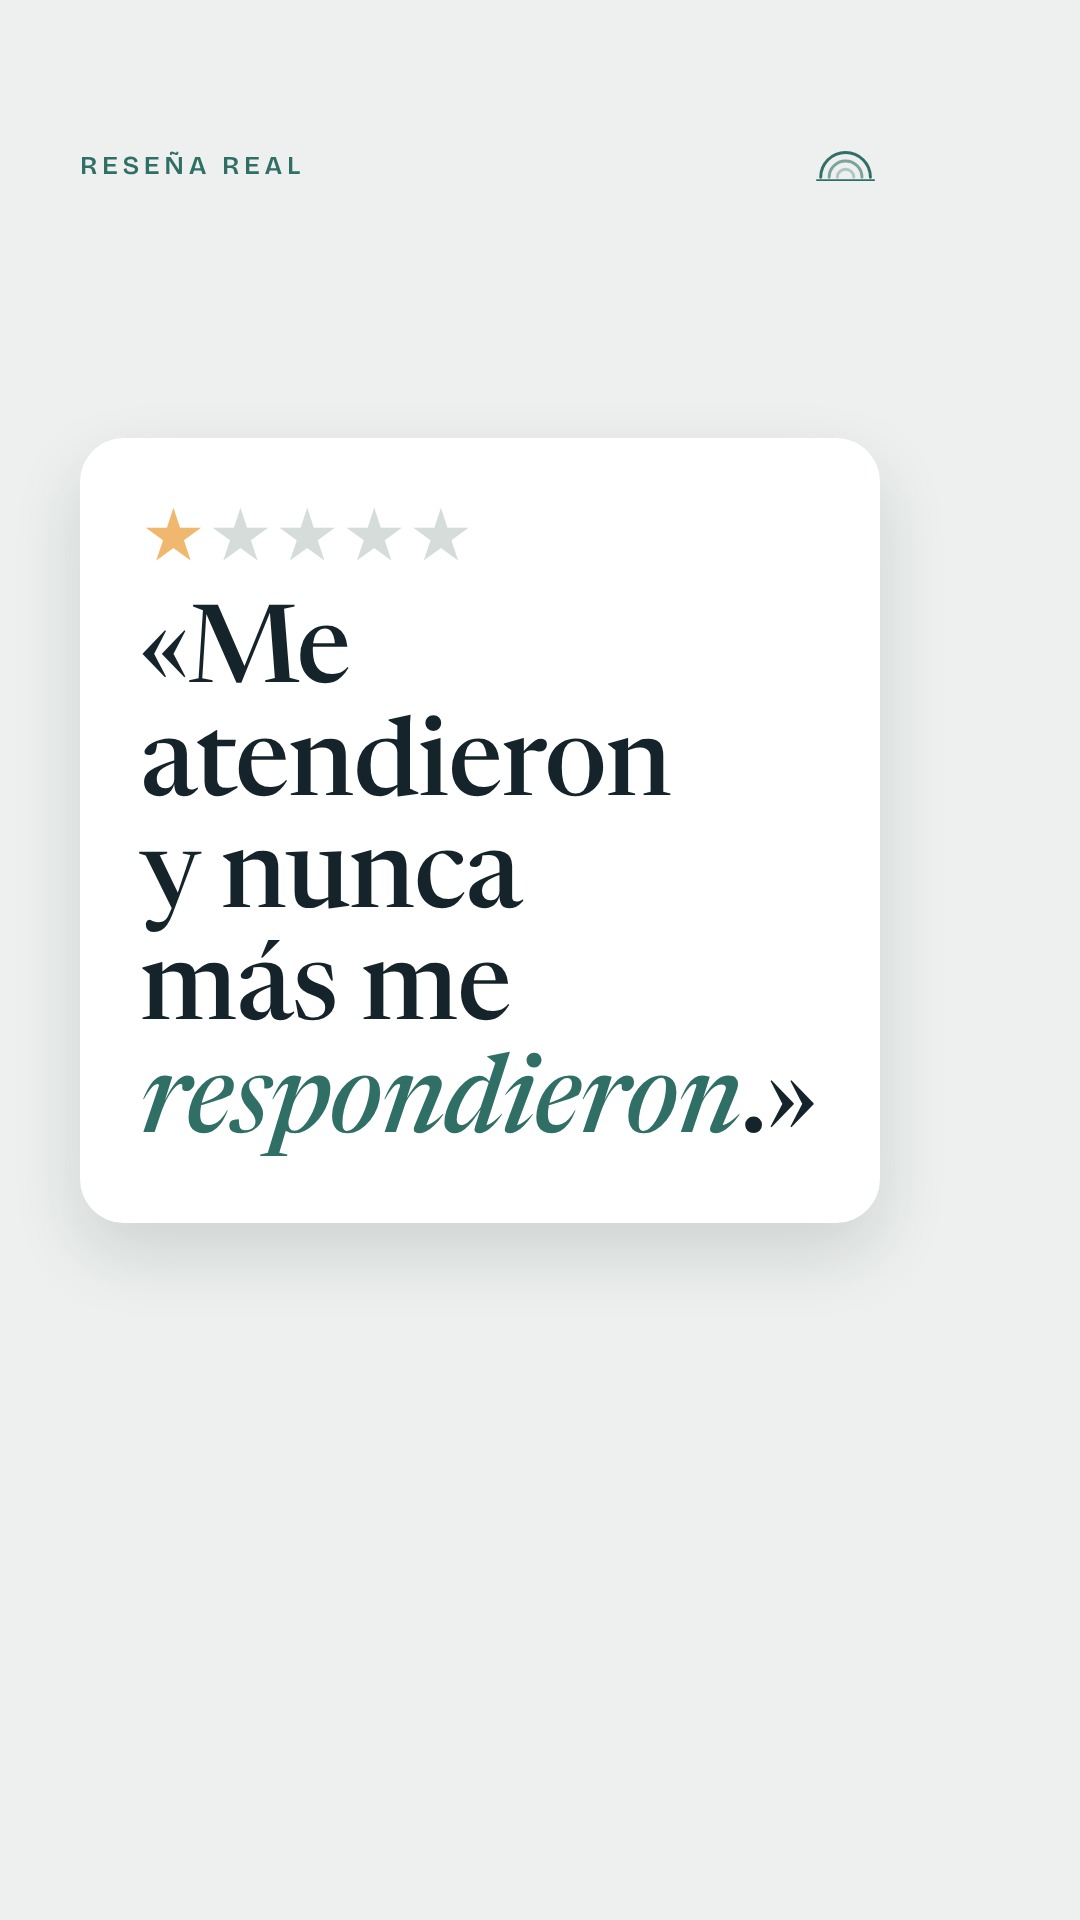 RESEÑA REAL
«Me
atendieron
y nunca
más me
respondieron.»